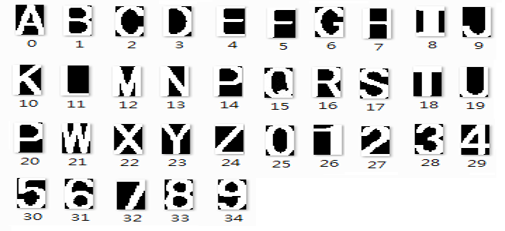 A B C D E F G H I J
0 1 2 3 4 5 6 7 8 9
K L M N P Q R S T U
10 11 12 13 14 15 16 17 18 19
P W X Y Z 0 1 2 3 4
20 21 22 23 24 25 26 27 28 29
5 6 7 8 9
30 31 32 33 34